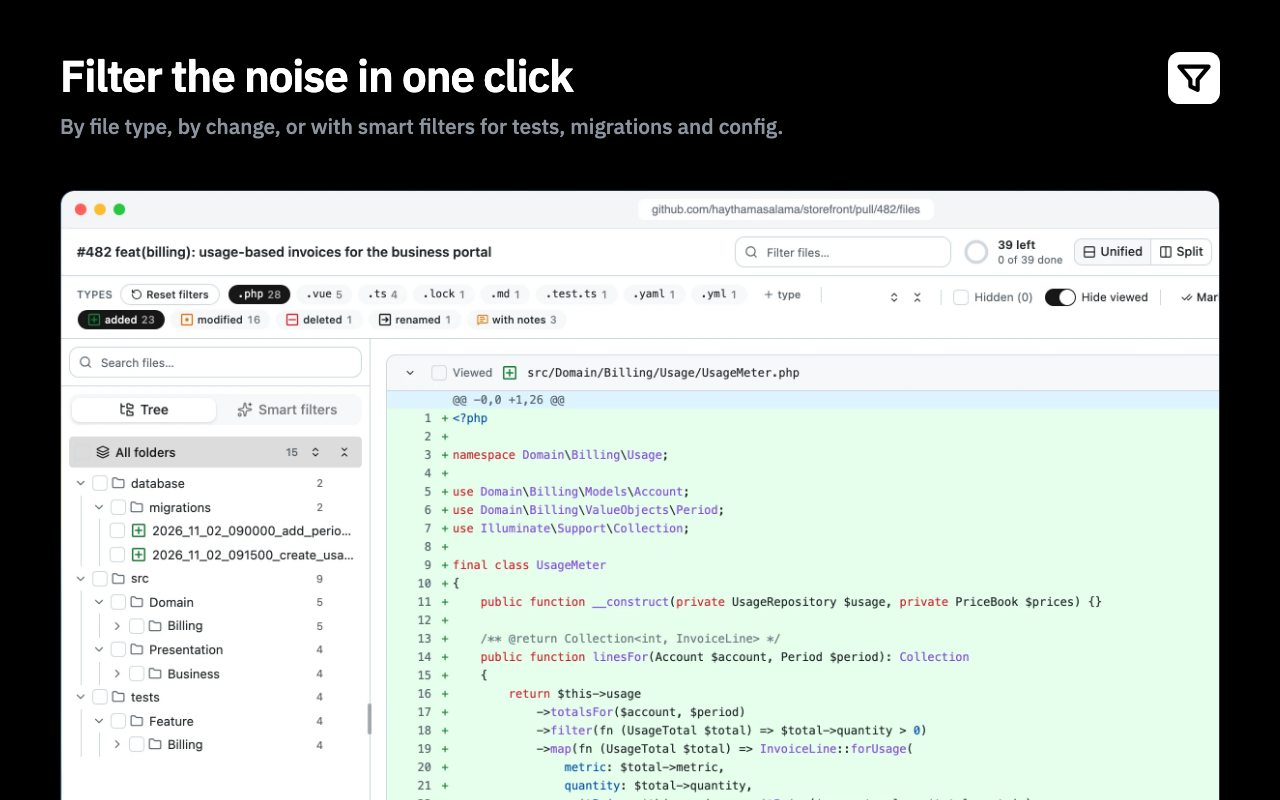 Filter the noise in one click
By file type, by change, or with smart filters for tests, migrations and config.
github.com/haythamasalama/storefront/pull/482/files
#482 feat(billing): usage-based invoices for the business portal
Filter files...
39 left
0 of 39 done
Unified
Split
TYPES
Reset filters
.php 28
.vue 5
.ts 4
.lock 1
.md 1
.test.ts 1
.yaml 1
.yml 1
+ type
Hidden (0)
Hide viewed
Mar
added 23
modified 16
deleted 1
renamed 1
with notes 3
Search files...
Tree
Smart filters
All folders 15
database 2
migrations 2
2026_11_02_090000_add_perio...
2026_11_02_091500_create_usa...
src 9
Domain 5
Billing 5
Presentation 4
Business 4
tests 4
Feature 4
Billing 4
Viewed
src/Domain/Billing/Usage/UsageMeter.php
@@ -0,0 +1,26 @@
1 +<?php
2 +
3 +namespace Domain\Billing\Usage;
4 +
5 +use Domain\Billing\Models\Account;
6 +use Domain\Billing\ValueObjects\Period;
7 +use Illuminate\Support\Collection;
8 +
9 +final class UsageMeter
10 +{
11 +    public function __construct(private UsageRepository $usage, private PriceBook $prices) {}
12 +
13 +    /** @return Collection<int, InvoiceLine> */
14 +    public function linesFor(Account $account, Period $period): Collection
15 +    {
16 +        return $this->usage
17 +            ->totalsFor($account, $period)
18 +            ->filter(fn (UsageTotal $total) => $total->quantity > 0)
19 +            ->map(fn (UsageTotal $total) => InvoiceLine::forUsage(
20 +                metric: $total->metric,
21 +                quantity: $total->quantity,